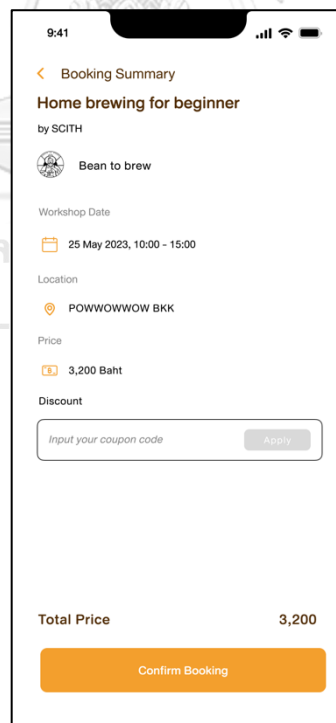 9:41
Booking Summary
Home brewing for beginner
by SCITH
Bean to brew
Workshop Date
25 May 2023, 10:00 - 15:00
Location
POWWOWWOW BKK
Price
3,200 Baht
Discount
Input your coupon code
Apply
Total Price 3,200
Confirm Booking